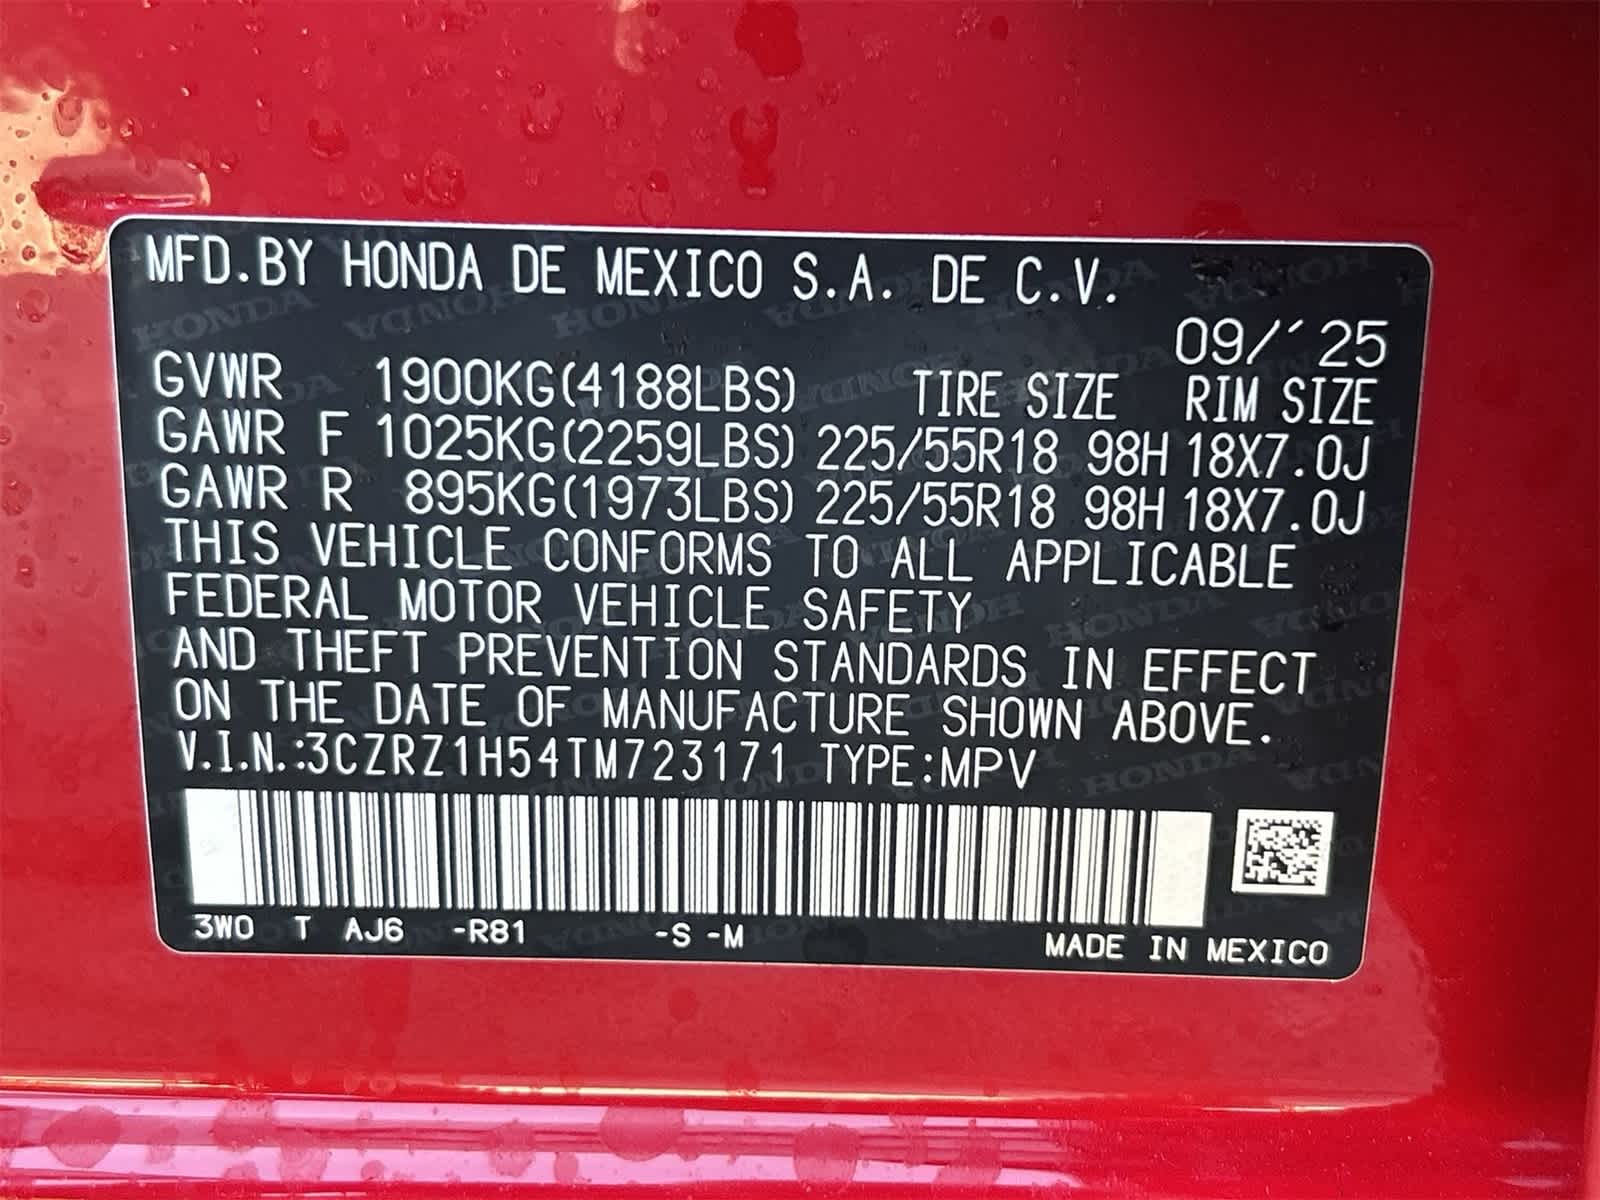 MFD.BY HONDA DE MEXICO S.A. DE C.V.
09/´25
GVWR 1900KG(4188LBS) TIRE SIZE RIM SIZE
GAWR F 1025KG(2259LBS) 225/55R18 98H 18X7.0J
GAWR R 895KG(1973LBS) 225/55R18 98H 18X7.0J
THIS VEHICLE CONFORMS TO ALL APPLICABLE
FEDERAL MOTOR VEHICLE SAFETY
AND THEFT PREVENTION STANDARDS IN EFFECT
ON THE DATE OF MANUFACTURE SHOWN ABOVE.
V.I.N.:3CZRZ1H54TM723171 TYPE:MPV
3W0 T AJ6 -R81 -S -M
MADE IN MEXICO